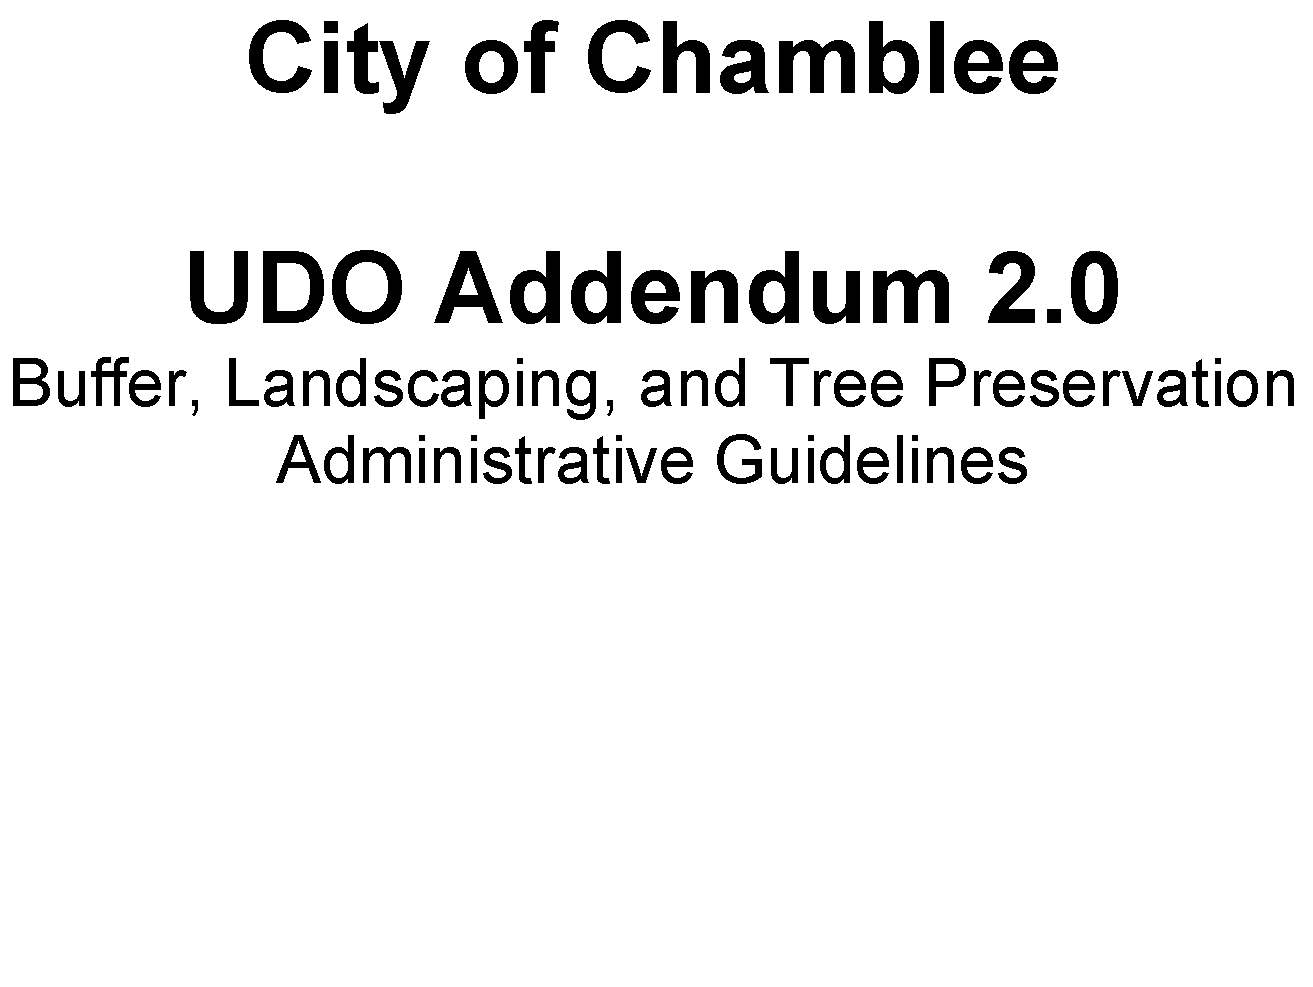 City of Chamblee
UDO Addendum 2.0
Buffer, Landscaping, and Tree Preservation
Administrative Guidelines